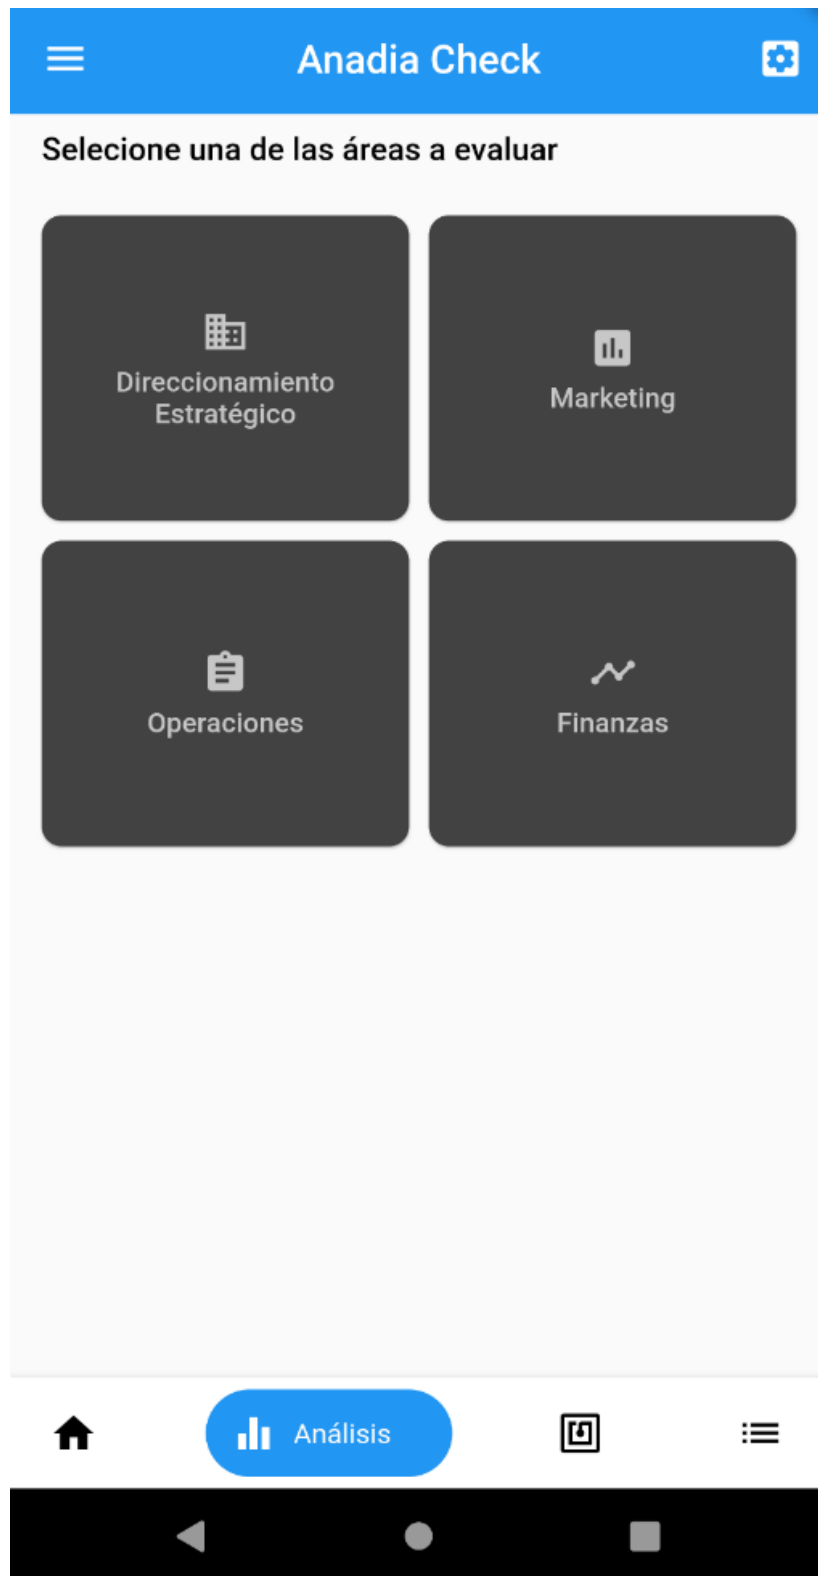 Anadia Check
Selecione una de las áreas a evaluar
Direccionamiento
Estratégico
Marketing
Operaciones
Finanzas
Análisis